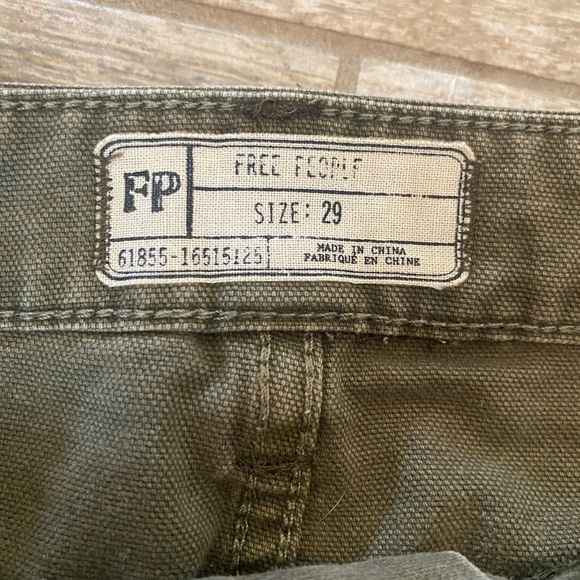 FP
FREE PEOPLE
SIZE: 29
61855-16515125
MADE IN CHINA
FABRIQUÉ EN CHINE